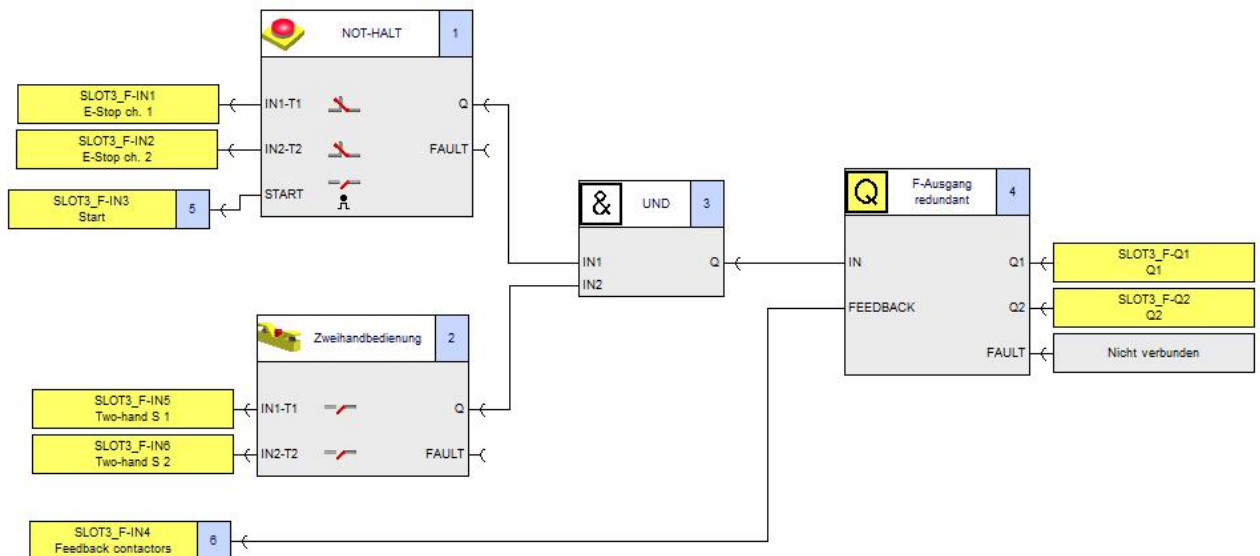 NOT-HALT 1
SLOT3_F-IN1
E-Stop ch. 1
IN1-T1 Q
SLOT3_F-IN2
E-Stop ch. 2
IN2-T2 FAULT
SLOT3_F-IN3
Start
5
START
& UND 3
IN1 Q
IN2
Q F-Ausgang
redundant
4
IN Q1
SLOT3_F-Q1
Q1
FEEDBACK Q2
SLOT3_F-Q2
Q2
FAULT Nicht verbunden
Zweihandbedienung 2
SLOT3_F-IN5
Two-hand S 1
IN1-T1 Q
SLOT3_F-IN6
Two-hand S 2
IN2-T2 FAULT
SLOT3_F-IN4
Feedback contactors
6